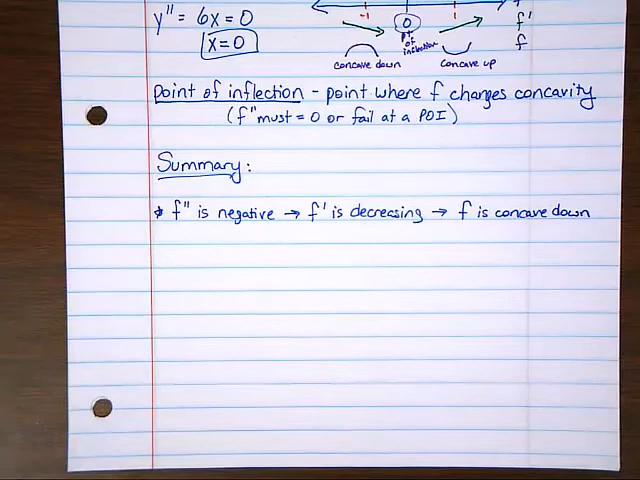 y" = 6x = 0
x=0
-1
0
1
f'
f
pt of inflection
concave down
concave up
point of inflection - point where f changes concavity
(f" must = 0 or fail at a POI)
Summary:
* f" is negative → f' is decreasing → f is concave down